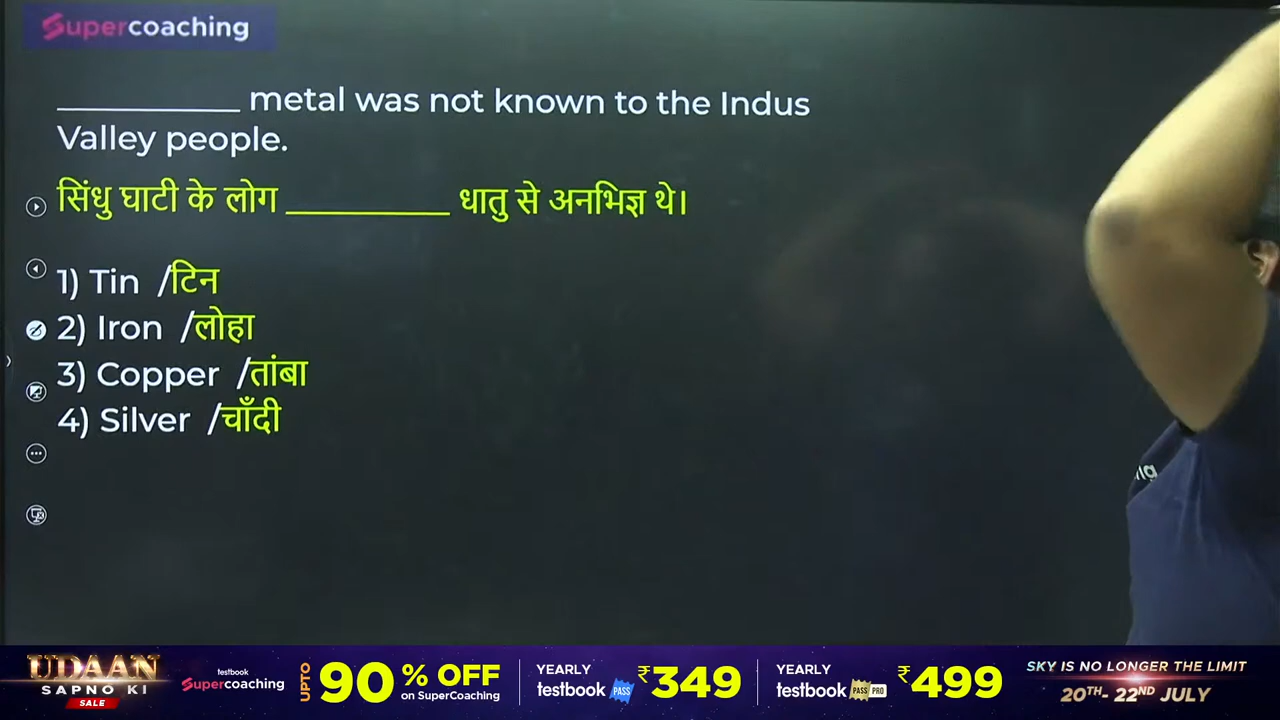 Supercoaching
__________ metal was not known to the Indus
Valley people.
सिंधु घाटी के लोग __________ धातु से अनभिज्ञ थे।
1) Tin /टिन
2) Iron /लोहा
3) Copper /तांबा
4) Silver /चाँदी
UDAAN
SAPNO KI
SALE
testbook
Supercoaching
UPTO 90% OFF
on SuperCoaching
YEARLY
testbook PASS ₹349
YEARLY
testbook PASS PRO ₹499
SKY IS NO LONGER THE LIMIT
20TH- 22ND JULY